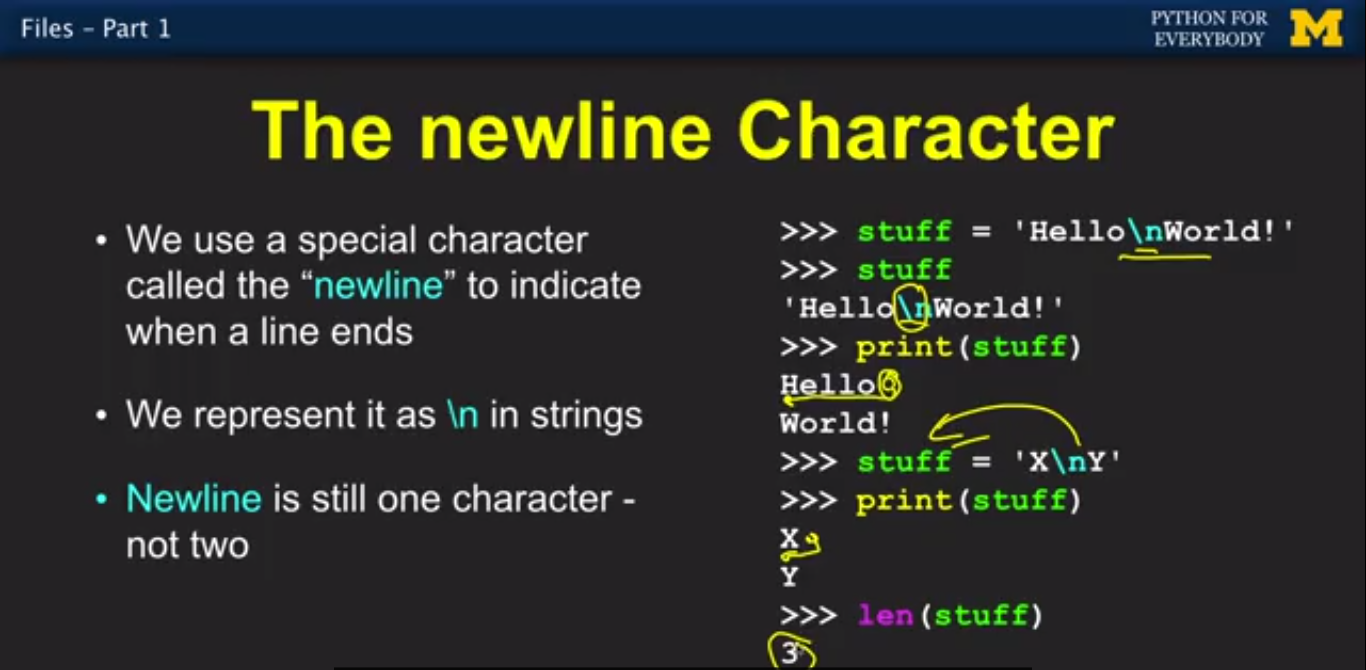 Files – Part 1
PYTHON FOR
EVERYBODY
M
The newline Character
• We use a special character
called the “newline” to indicate
when a line ends
• We represent it as \n in strings
• Newline is still one character -
not two
>>> stuff = 'Hello\nWorld!'
>>> stuff
'Hello\nWorld!'
>>> print(stuff)
Hello
World!
>>> stuff = 'X\nY'
>>> print(stuff)
X
Y
>>> len(stuff)
3